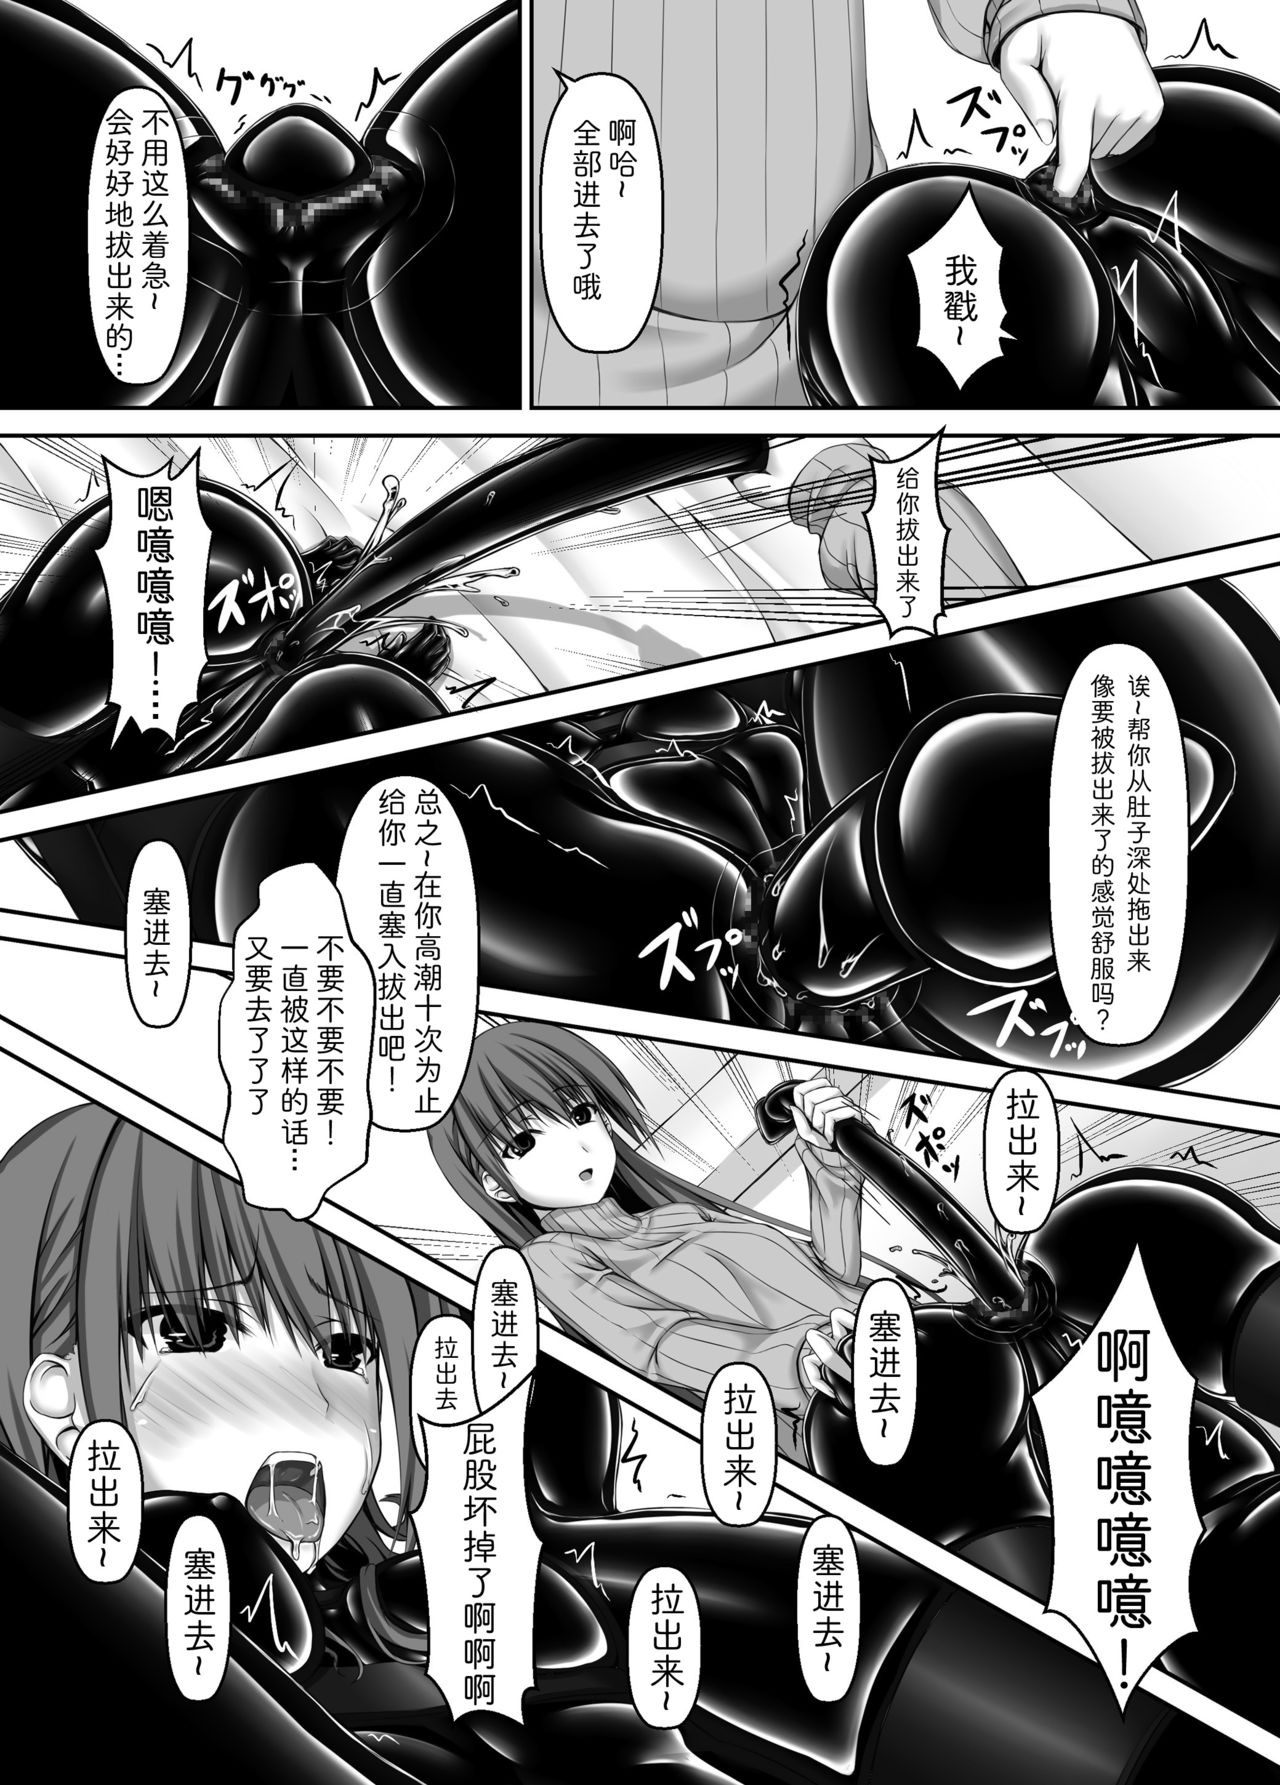 我戳~
ズプッ
啊哈~
全部进去了哦
グググッ
不用这么着急~
会好好地拔出来的…
给你拔出来了
ズポッ
嗯噫噫噫!……
诶~帮你从肚子深处拖出来
像要被拔出来了的感觉舒服吗?
ズプッ
ズブブッ
总之~在你高潮十次为止
给你一直塞入拔出吧!
不要不要不要!
一直被这样的话…
又要去了了了
塞进去~
拉出来~
ズポッ
啊噫噫噫噫!
塞进去~
塞进去~
拉出去
拉出来~
屁股坏掉了啊啊啊
塞进去~
拉出来~
拉出来~
塞进去~